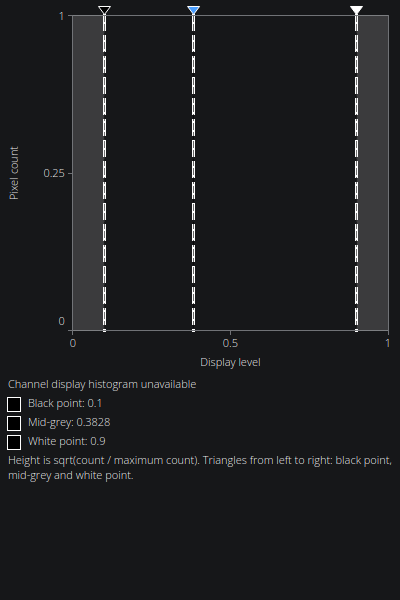 1
0.25
0
Pixel count
0
0.5
1
Display level
Channel display histogram unavailable
Black point: 0.1
Mid-grey: 0.3828
White point: 0.9
Height is sqrt(count / maximum count). Triangles from left to right: black point,
mid-grey and white point.